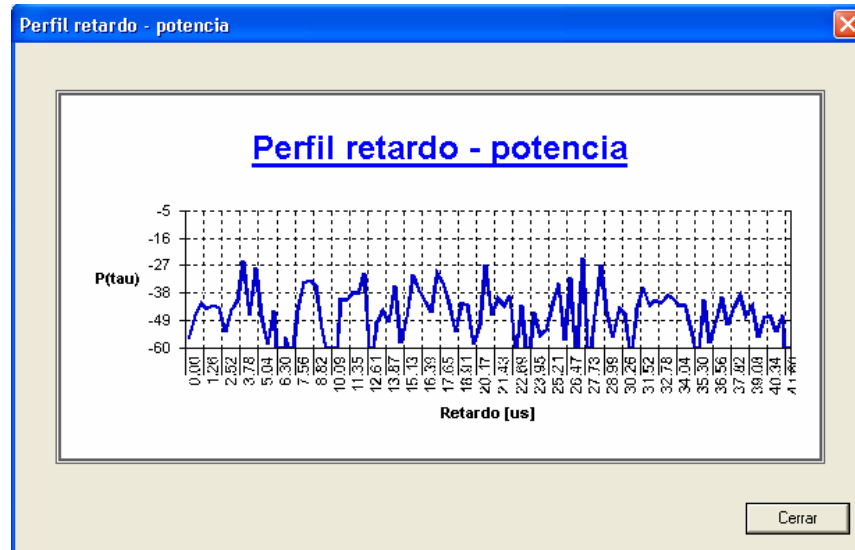 Perfil retardo - potencia
Perfil retardo - potencia
-5
-16
-27
-38
-49
-60
P(tau)
0.00 1.26 2.52 3.78 5.04 6.30 7.56 8.82 10.09 11.35 12.61 13.87 15.13 16.39 17.65 18.91 20.17 21.43 22.69 23.95 25.21 26.47 27.73 28.99 30.26 31.52 32.78 34.04 35.30 36.56 37.82 39.08 40.34
Retardo [us]
Cerrar